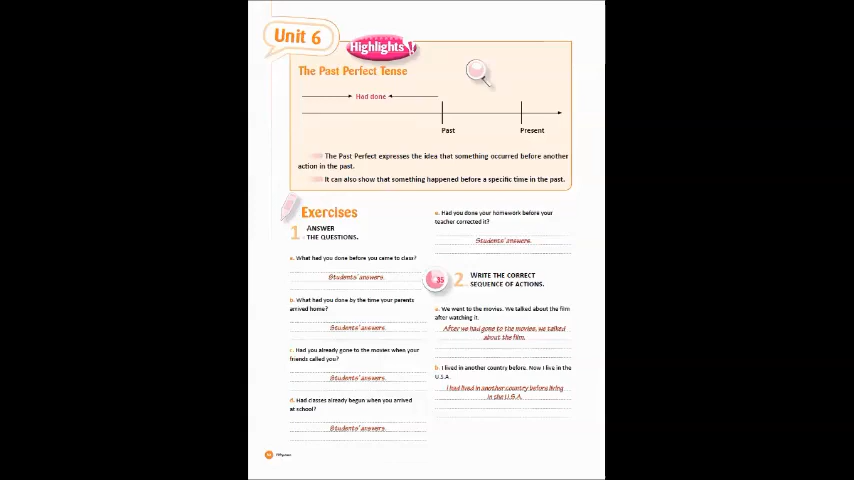 Unit 6
Highlights!
The Past Perfect Tense
Had done
Past
Present
The Past Perfect expresses the idea that something occurred before another
action in the past.
It can also show that something happened before a specific time in the past.
Exercises
1 ANSWER
THE QUESTIONS.
a. What had you done before you came to class?
Students' answers.
b. What had you done by the time your parents
arrived home?
Students' answers.
c. Had you already gone to the movies when your
friends called you?
Students' answers.
d. Had classes already begun when you arrived
at school?
Students' answers.
e. Had you done your homework before your
teacher corrected it?
Students' answers.
35
2 WRITE THE CORRECT
SEQUENCE OF ACTIONS.
a. We went to the movies. We talked about the film
after watching it.
After we had gone to the movies, we talked
about the film.
b. I lived in another country before. Now I live in the
U.S.A.
I had lived in another country before living
in the U.S.A.